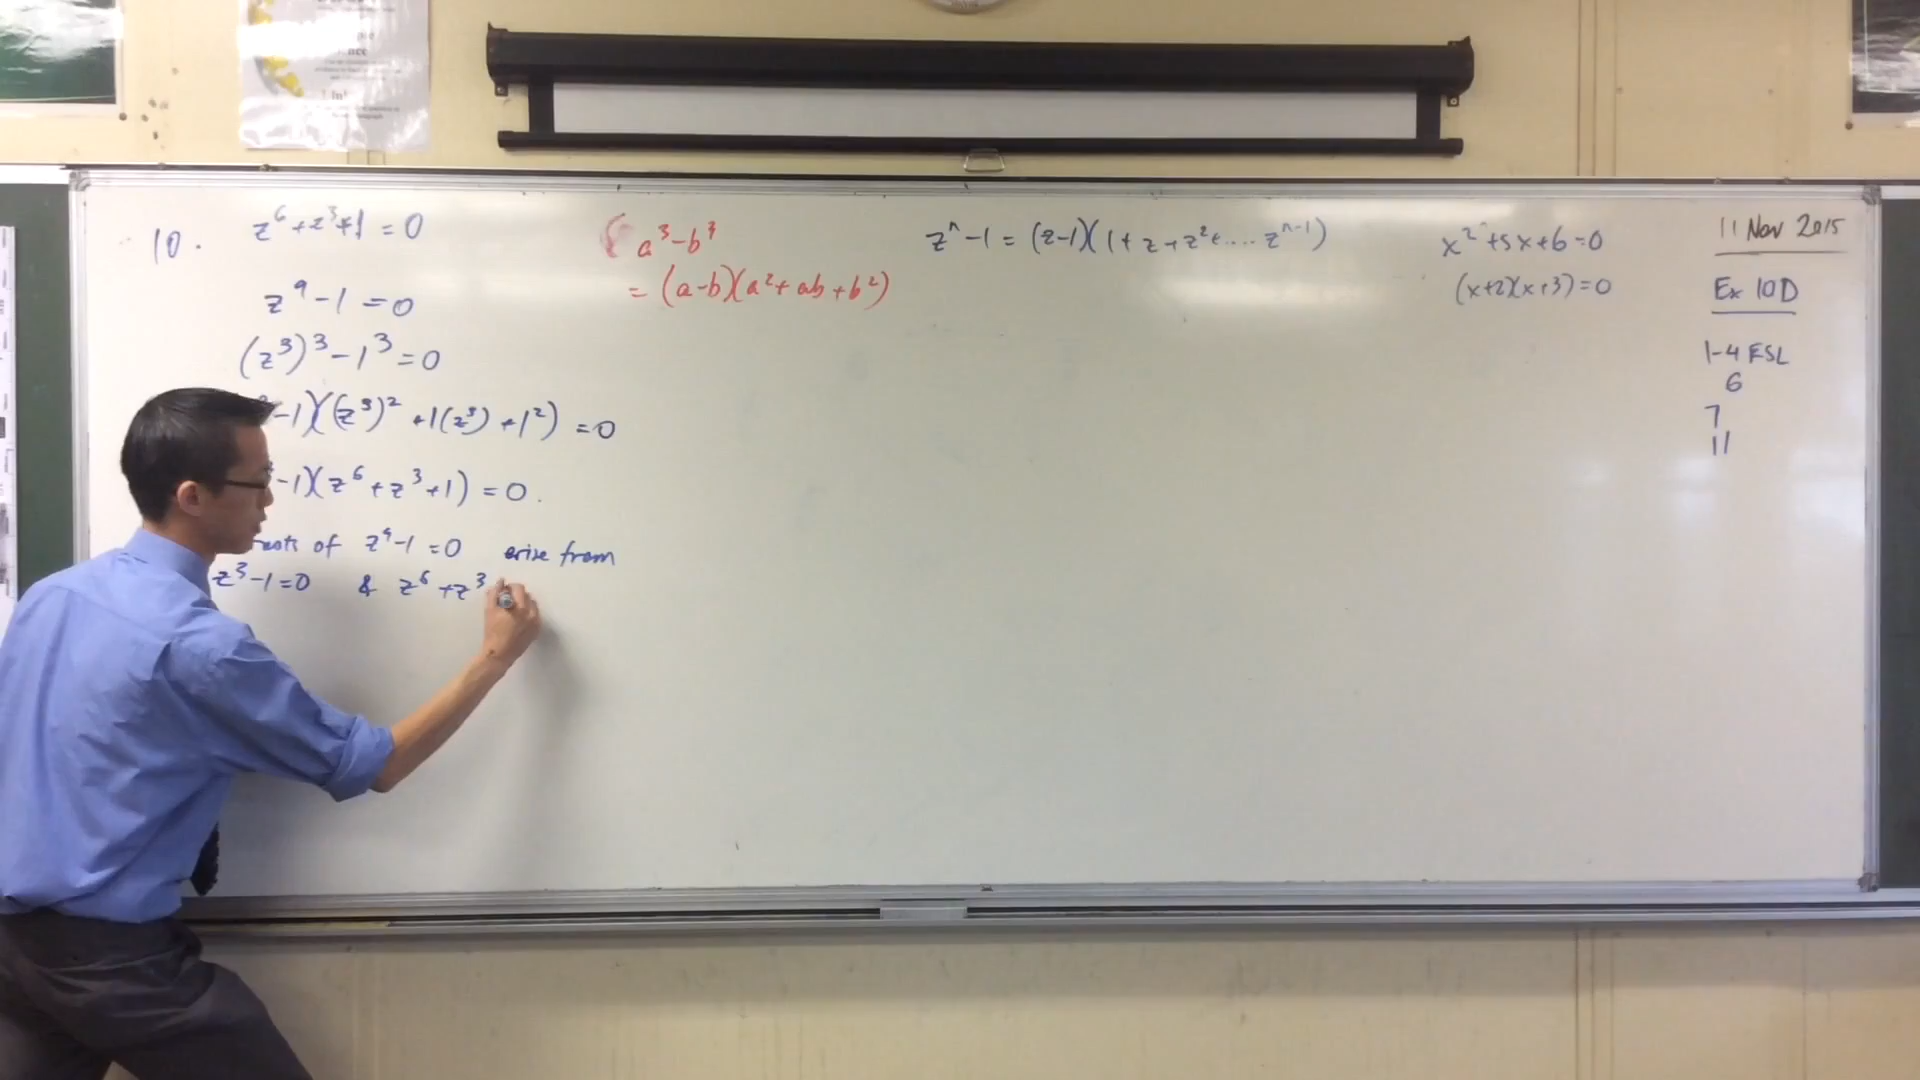 10. z⁶+z³+1=0
z⁹-1=0
(z³)³-1³=0
-1)((z³)²+1(z³)+1²)=0
-1)(z⁶+z³+1)=0.
roots of z⁹-1=0 arise from
z³-1=0 & z⁶+z³
a³-b³
=(a-b)(a²+ab+b²)
zⁿ-1=(z-1)(1+z+z²+....zⁿ⁻¹)
x²+5x+6=0
(x+2)(x+3)=0
11 Nov 2015
Ex 10D
1-4 ESL
6
7
11